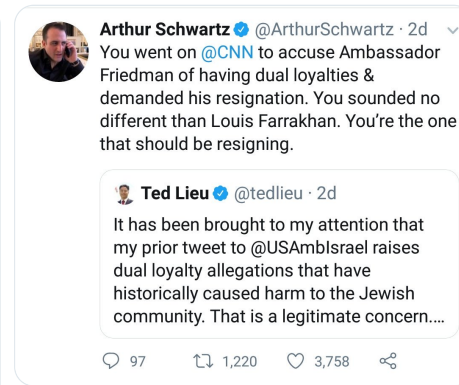 Arthur Schwartz @ArthurSchwartz · 2d
You went on @CNN to accuse Ambassador
Friedman of having dual loyalties &
demanded his resignation. You sounded no
different than Louis Farrakhan. You're the one
that should be resigning.
Ted Lieu @tedlieu · 2d
It has been brought to my attention that
my prior tweet to @USAmbIsrael raises
dual loyalty allegations that have
historically caused harm to the Jewish
community. That is a legitimate concern....
97 1,220 3,758